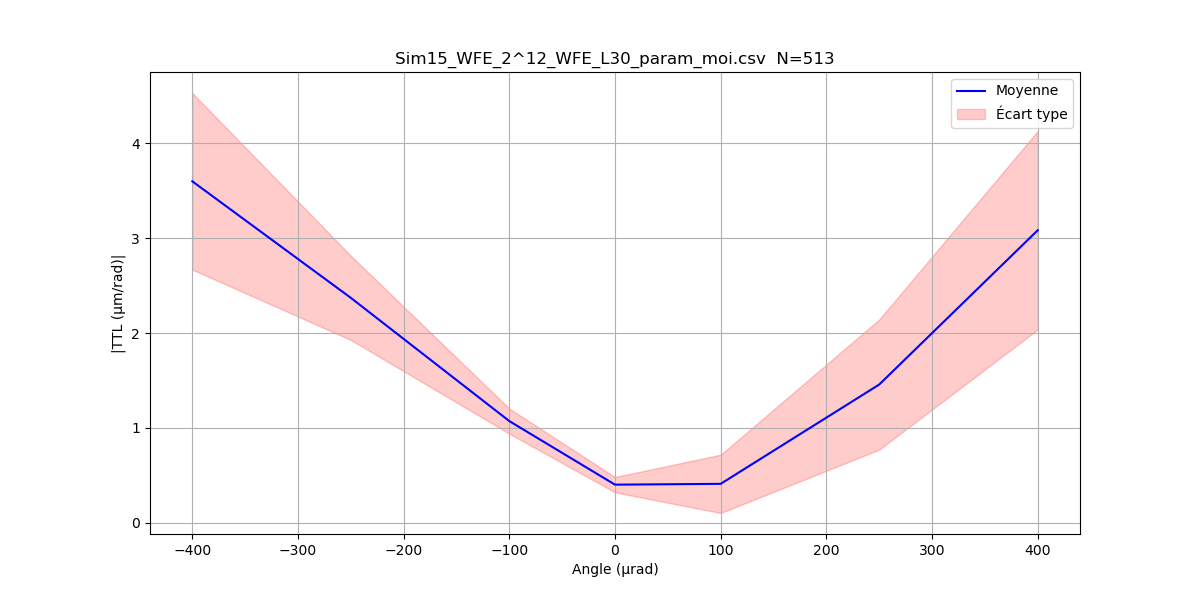 Sim15_WFE_2^12_WFE_L30_param_moi.csv  N=513
Moyenne
Écart type
|TTL (µm/rad)|
4
3
2
1
0
−400 −300 −200 −100 0 100 200 300 400
Angle (µrad)